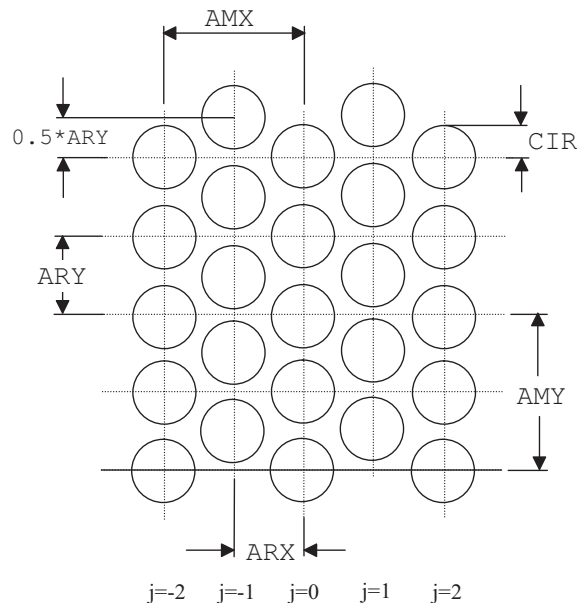 AMX
0.5*ARY
CIR
ARY
AMY
ARX
j=-2 j=-1 j=0 j=1 j=2